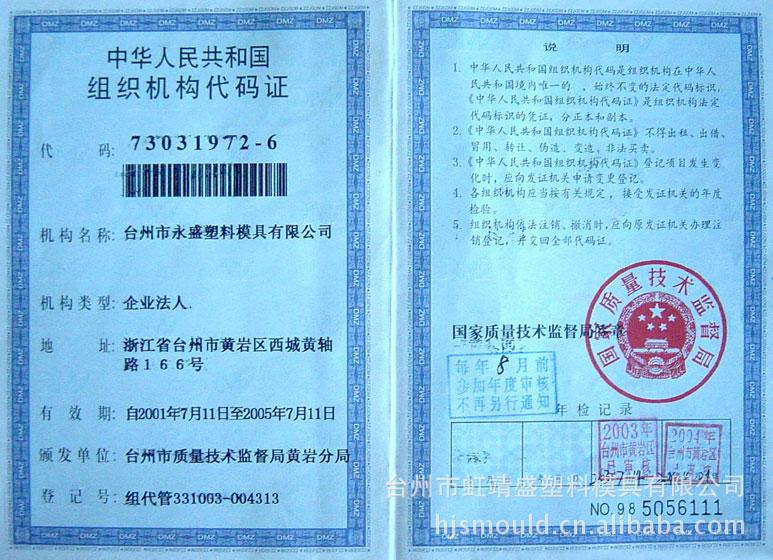 中华人民共和国
组织机构代码证
代 码: 73031972-6
机构名称: 台州市永盛塑料模具有限公司
机构类型: 企业法人.
地 址: 浙江省台州市黄岩区西城黄轴
路１６６号
有 效 期: 自2001年7月11日至2005年7月11日
颁发单位: 台州市质量技术监督局黄岩分局
登 记 号: 组代管331003-004313
说 明
1. 中华人民共和国组织机构代码是组织机构在中华人
民共和国境内唯一的 ，始终不变的法定代码标识，
《中华人民共和国组织机构代码证》是组织机构法定
代码标识的凭证，分正本和副本。
2.《中华人民共和国组织机构代码证》不得出租、出借、
冒用、转让、伪造、变造、非法买卖。
3.《中华人民共和国组织机构代码证》登记项目发生变
化时，应向发证机关申请变更登记。
4. 各组织机构应当按有关规定，接受发证机关的年度
检验。
5. 组织机构依法注销、撤消时，应向原发证机关办理注
销登记，并交回全部代码证。
国家质量技术监督局签章
国家质量技术监督局
每年8月前
参加年度审核
不再另行通知
年检记录
2003年
台州市黄岩区
已审核
2004年
台州市黄岩区
NO.98 5056111
台州市虹靖盛塑料模具有限公司
hjsmould.cn.alibaba.com
DMZ